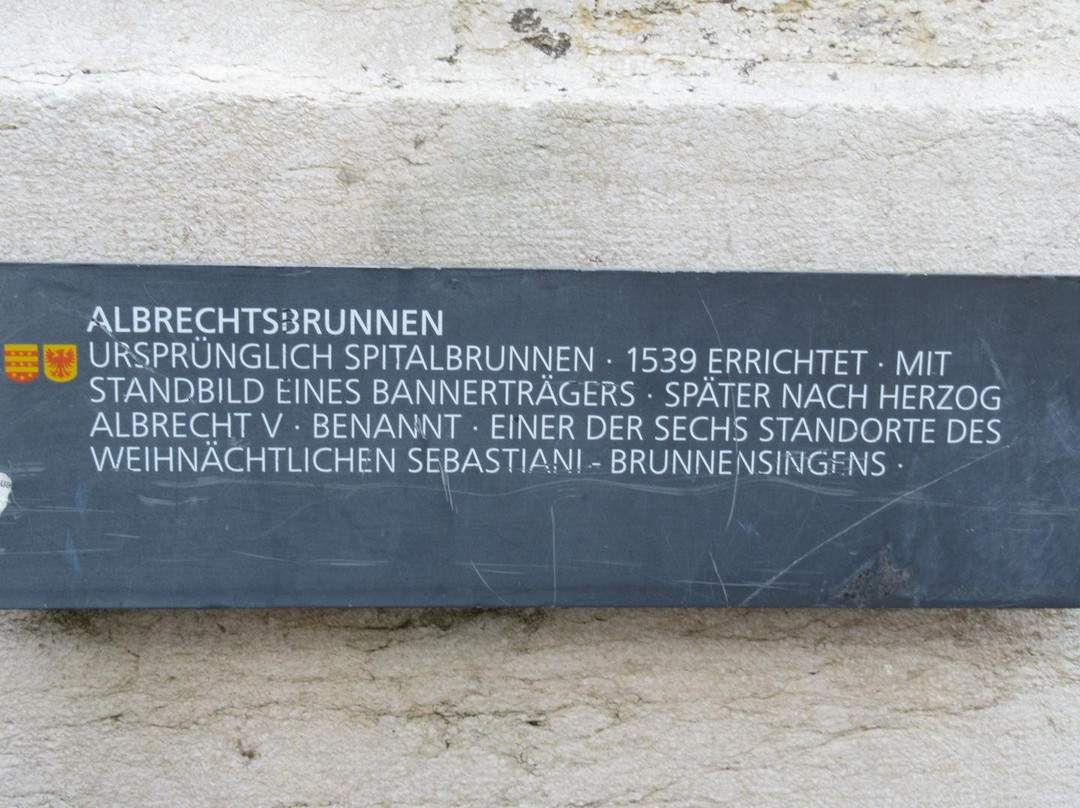 ALBRECHTSBRUNNEN
URSPRÜNGLICH SPITALBRUNNEN · 1539 ERRICHTET · MIT
STANDBILD EINES BANNERTRÄGERS · SPÄTER NACH HERZOG
ALBRECHT V · BENANNT · EINER DER SECHS STANDORTE DES
WEIHNÄCHTLICHEN SEBASTIANI - BRUNNENSINGENS ·